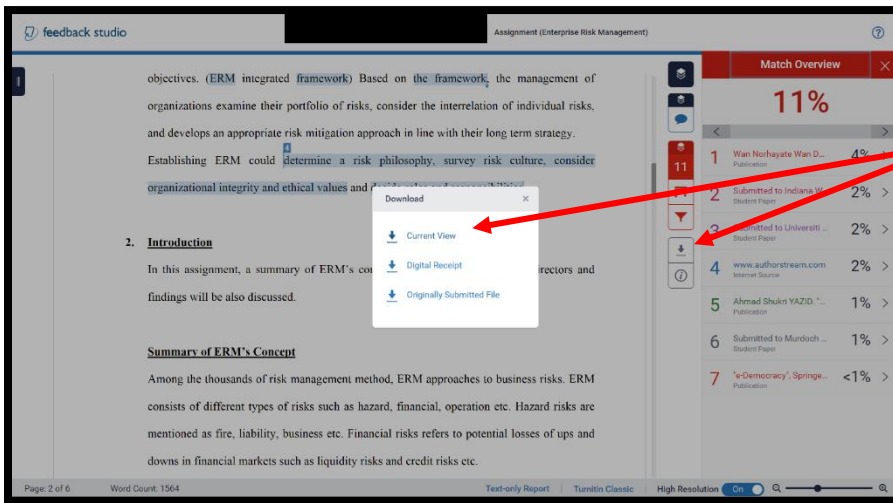 feedback studio
Assignment (Enterprise Risk Management)
?
objectives. (ERM integrated framework) Based on the framework, the management of
organizations examine their portfolio of risks, consider the interrelation of individual risks,
and develops an appropriate risk mitigation approach in line with their long term strategy.
4
Establishing ERM could determine a risk philosophy, survey risk culture, consider
organizational integrity and ethical values and
2. Introduction
In this assignment, a summary of ERM's directors and
findings will be also discussed.
Summary of ERM's Concept
Among the thousands of risk management method, ERM approaches to business risks. ERM
consists of different types of risks such as hazard, financial, operation etc. Hazard risks are
mentioned as fire, liability, business etc. Financial risks refers to potential losses of ups and
downs in financial markets such as liquidity risks and credit risks etc.
Download ×
Current View
Digital Receipt
Originally Submitted File
11
Match Overview ×
11%
< >
1 Wan Norhayate Wan D... 4%
Publication
2 Submitted to Indiana W... 2% >
Student Paper
3 Submitted to Universiti ... 2% >
Student Paper
4 www.authorstream.com 2% >
Internet Source
5 Ahmad Shukri YAZID. "... 1% >
Publication
6 Submitted to Murdoch ... 1% >
Student Paper
7 "e-Democracy", Springe... <1% >
Publication
Page: 2 of 6 Word Count: 1564 Text-only Report | Turnitin Classic | High Resolution On